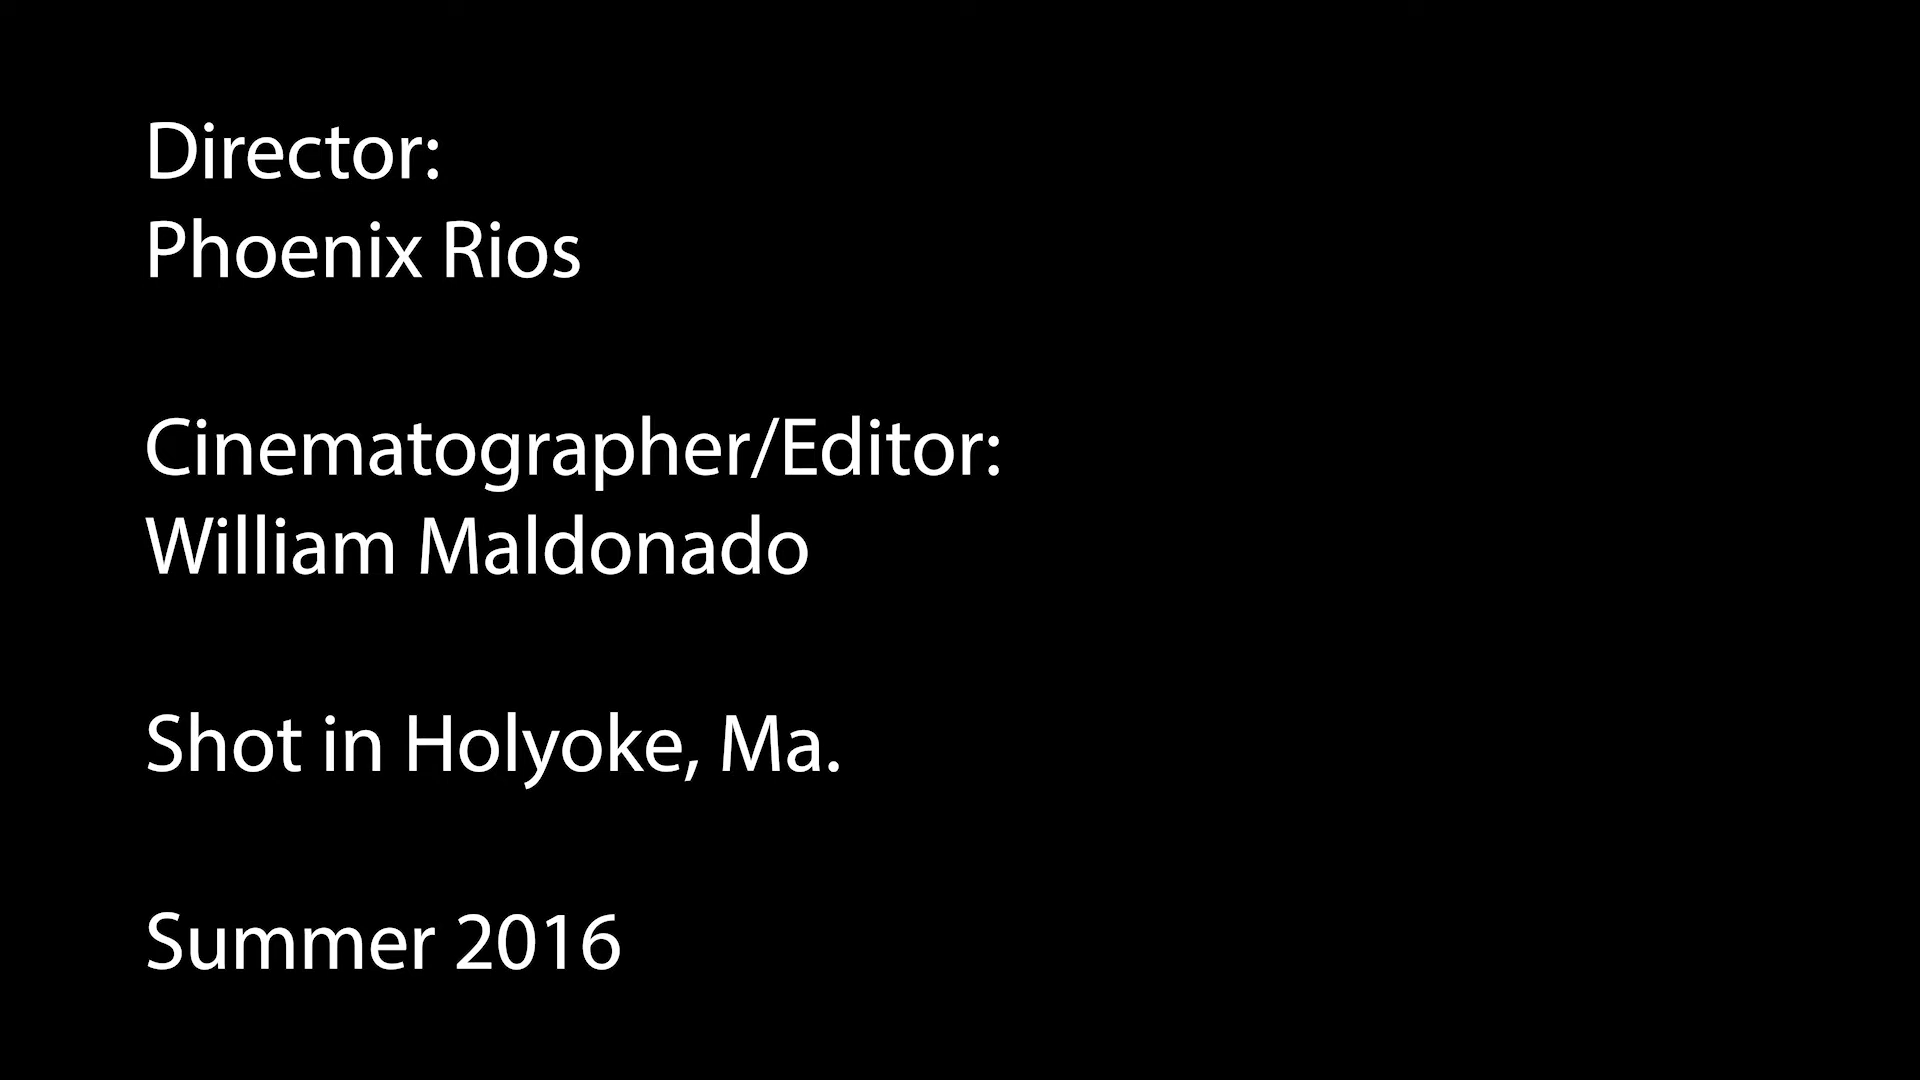 Director:
Phoenix Rios
Cinematographer/Editor:
William Maldonado
Shot in Holyoke, Ma.
Summer 2016